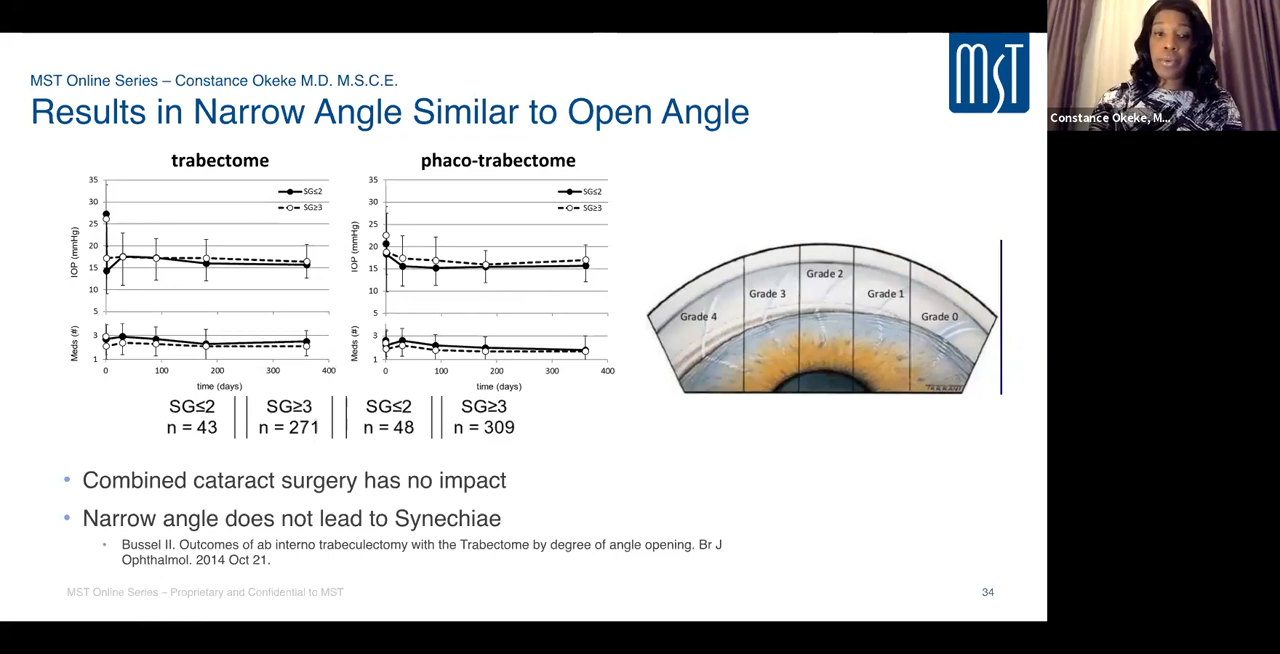 MST Online Series – Constance Okeke M.D. M.S.C.E.
Results in Narrow Angle Similar to Open Angle
MST
Constance Okeke, M...
trabectome
phaco-trabectome
35
30
25
20
15
10
5
IOP (mmHg)
SG≤2
SG≥3
3
1
Meds (#)
0
100
200
300
400
time (days)
35
30
25
20
15
10
5
IOP (mmHg)
SG≤2
SG≥3
3
1
Meds (#)
0
100
200
300
400
time (days)
SG≤2
n = 43
SG≥3
n = 271
SG≤2
n = 48
SG≥3
n = 309
Grade 4
Grade 3
Grade 2
Grade 1
Grade 0
• Combined cataract surgery has no impact
• Narrow angle does not lead to Synechiae
• Bussel II. Outcomes of ab interno trabeculectomy with the Trabectome by degree of angle opening. Br J
Ophthalmol. 2014 Oct 21.
MST Online Series – Proprietary and Confidential to MST
34